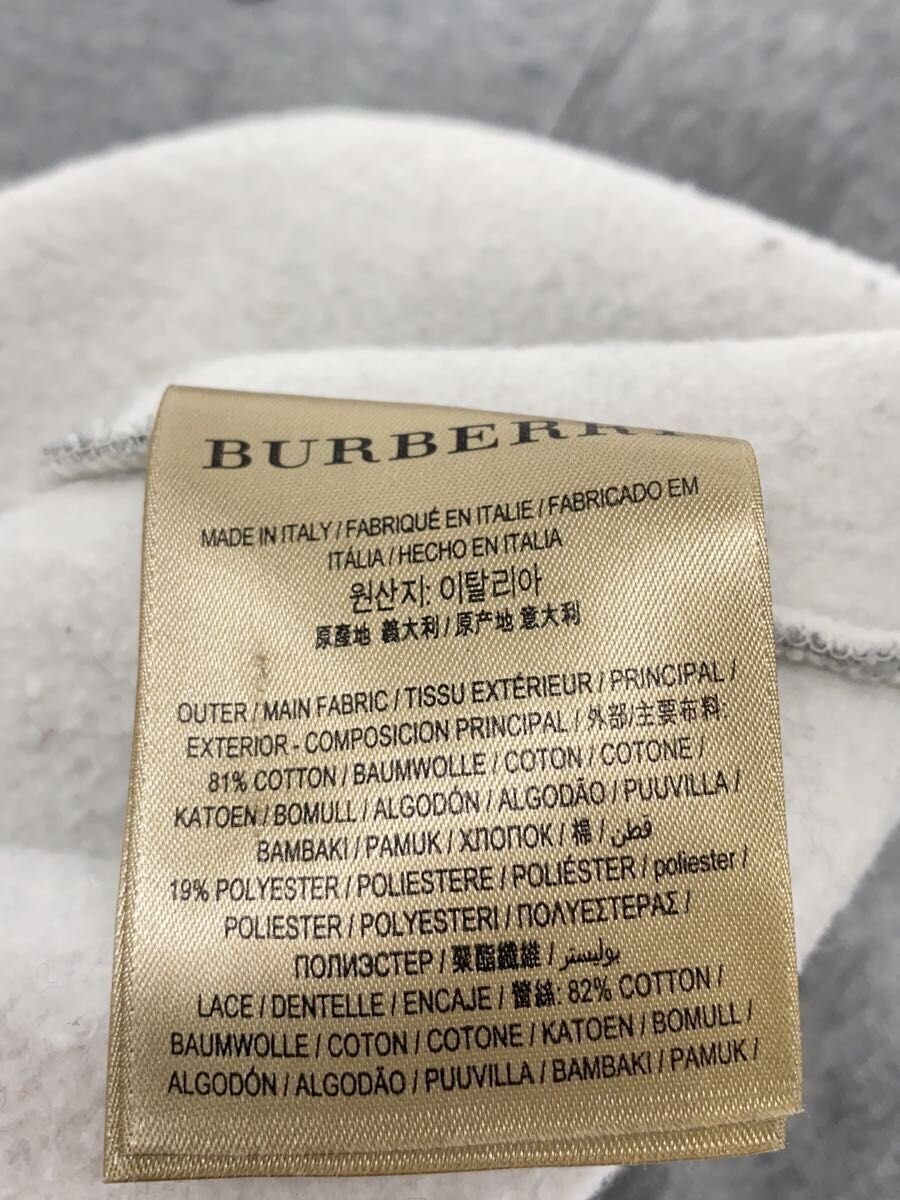 BURBERRY
MADE IN ITALY / FABRIQUÉ EN ITALIE / FABRICADO EM
ITÁLIA / HECHO EN ITALIA
원산지: 이탈리아
原產地 義大利 / 原产地 意大利
OUTER / MAIN FABRIC / TISSU EXTÉRIEUR / PRINCIPAL /
EXTERIOR - COMPOSICION PRINCIPAL / 外部/主要布料:
81% COTTON / BAUMWOLLE / COTON / COTONE /
KATOEN / BOMULL / ALGODÓN / ALGODÃO / PUUVILLA /
BAMBAKI / PAMUK / ХЛОПОК / 棉 / قطن
19% POLYESTER / POLIESTERE / POLIÉSTER / poliester /
POLIESTER / POLYESTERI / ΠΟΛΥΕΣΤΕΡΑΣ /
ПОЛИЭСТЕР / 聚酯纖維 / بوليستر
LACE / DENTELLE / ENCAJE / 蕾絲: 82% COTTON /
BAUMWOLLE / COTON / COTONE / KATOEN / BOMULL /
ALGODÓN / ALGODÃO / PUUVILLA / BAMBAKI / PAMUK /